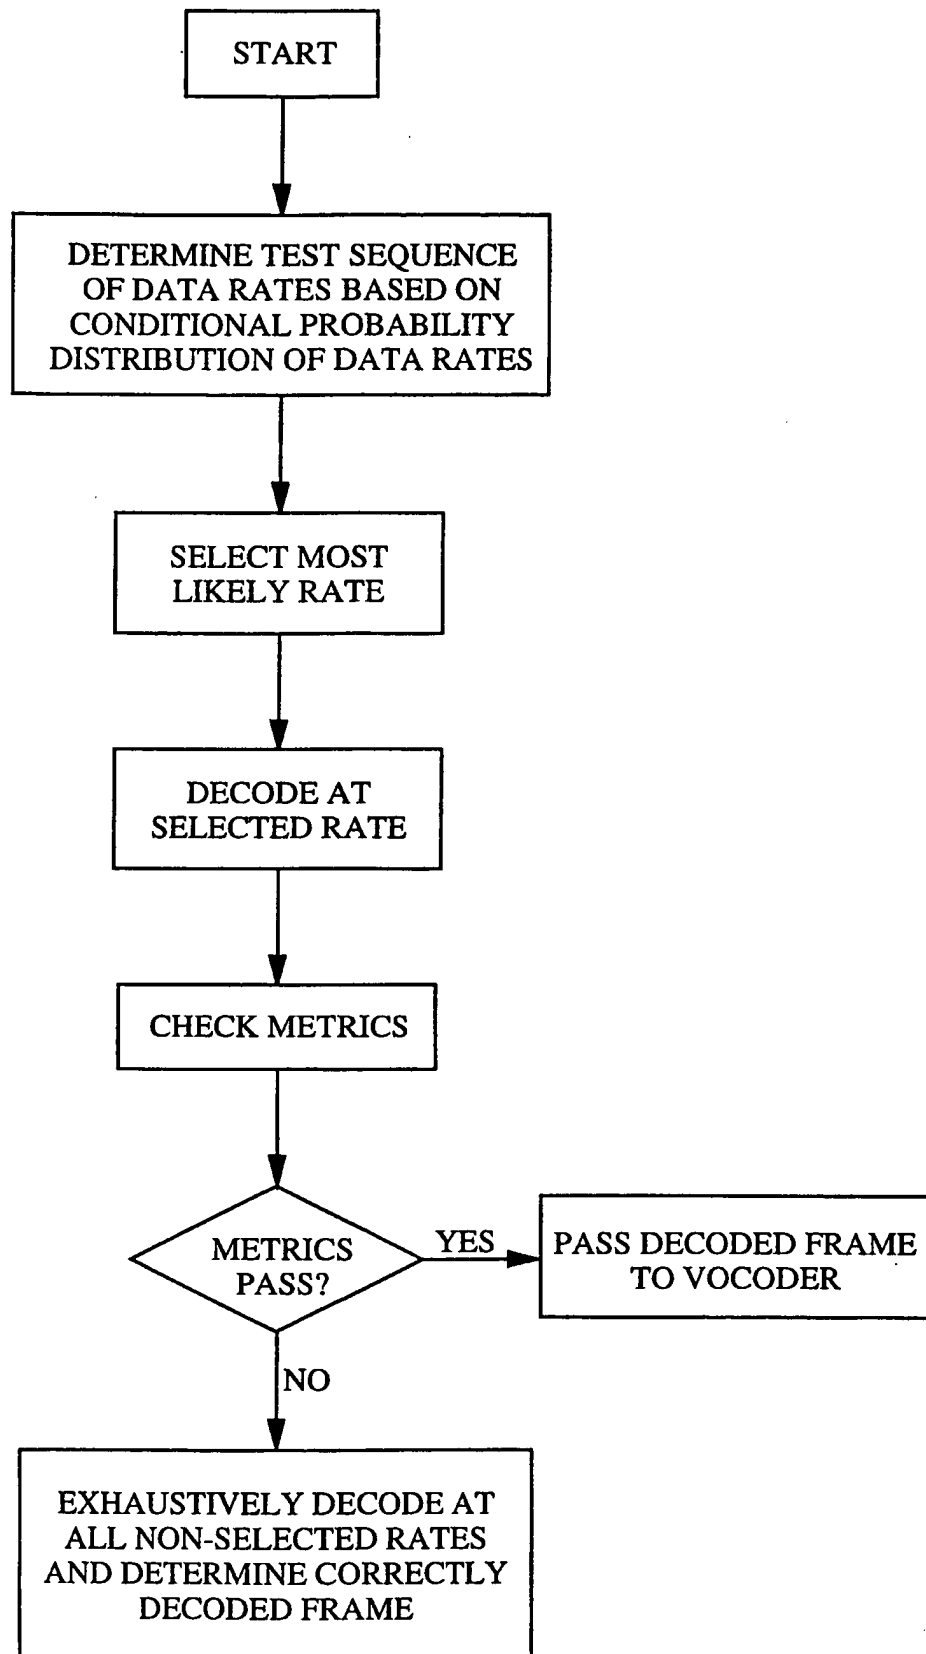 START
DETERMINE TEST SEQUENCE
OF DATA RATES BASED ON
CONDITIONAL PROBABILITY
DISTRIBUTION OF DATA RATES
SELECT MOST
LIKELY RATE
DECODE AT
SELECTED RATE
CHECK METRICS
METRICS
PASS?
YES
PASS DECODED FRAME
TO VOCODER
NO
EXHAUSTIVELY DECODE AT
ALL NON-SELECTED RATES
AND DETERMINE CORRECTLY
DECODED FRAME